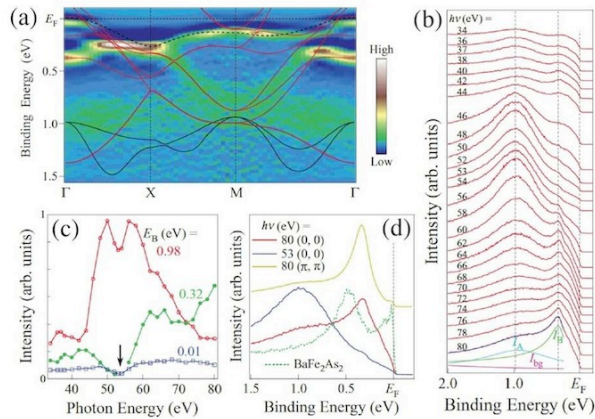 (a)
E_F
0.5
1.0
1.5
Binding Energy (eV)
Γ X M Γ
High
Low
(b)
hν (eV) =
34
36
37
38
40
42
44
46
50
52
53
54
56
58
60
62
66
68
70
72
74
76
78
80
I_A
I_B
I_bg
Intensity (arb. units)
2.0 1.0 E_F
Binding Energy (eV)
(c)
E_B (eV) =
0.98
0.32
0.01
1
0
Intensity (arb. units)
40 50 60 70 80
Photon Energy (eV)
(d)
hν (eV) =
80 (0, 0)
53 (0, 0)
80 (π, π)
BaFe2As2
Intensity (arb. units)
1.5 1.0 0.5 E_F
Binding Energy (eV)